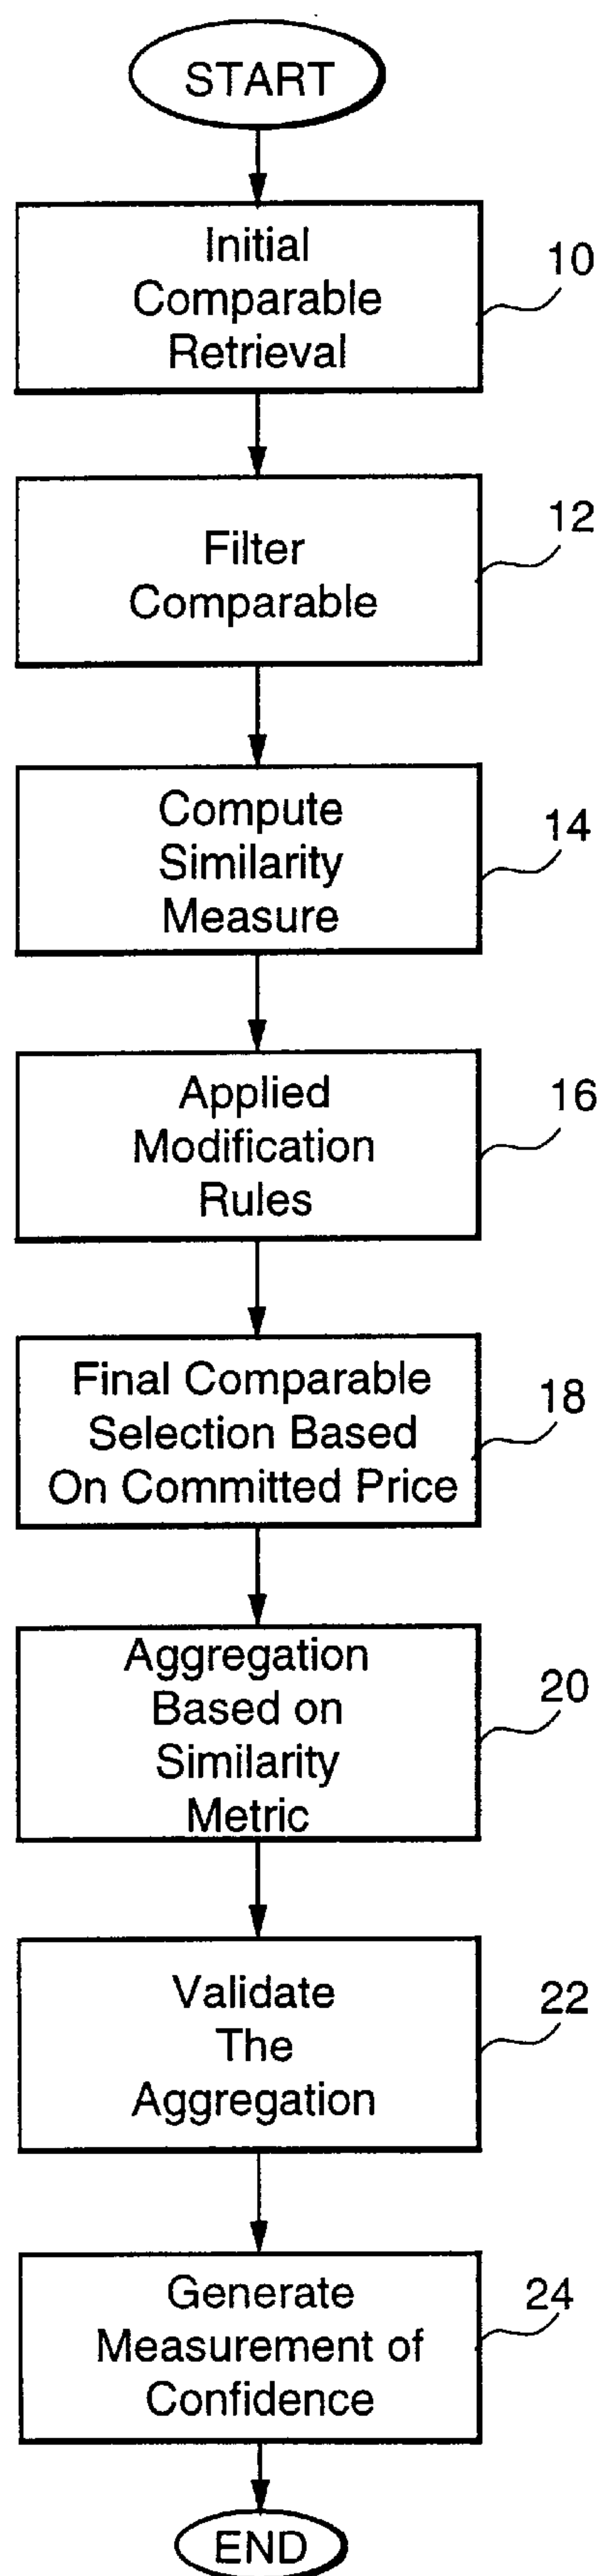 START
Initial
Comparable
Retrieval
10
Filter
Comparable
12
Compute
Similarity
Measure
14
Applied
Modification
Rules
16
Final Comparable
Selection Based
On Committed Price
18
Aggregation
Based on
Similarity
Metric
20
Validate
The
Aggregation
22
Generate
Measurement of
Confidence
24
END